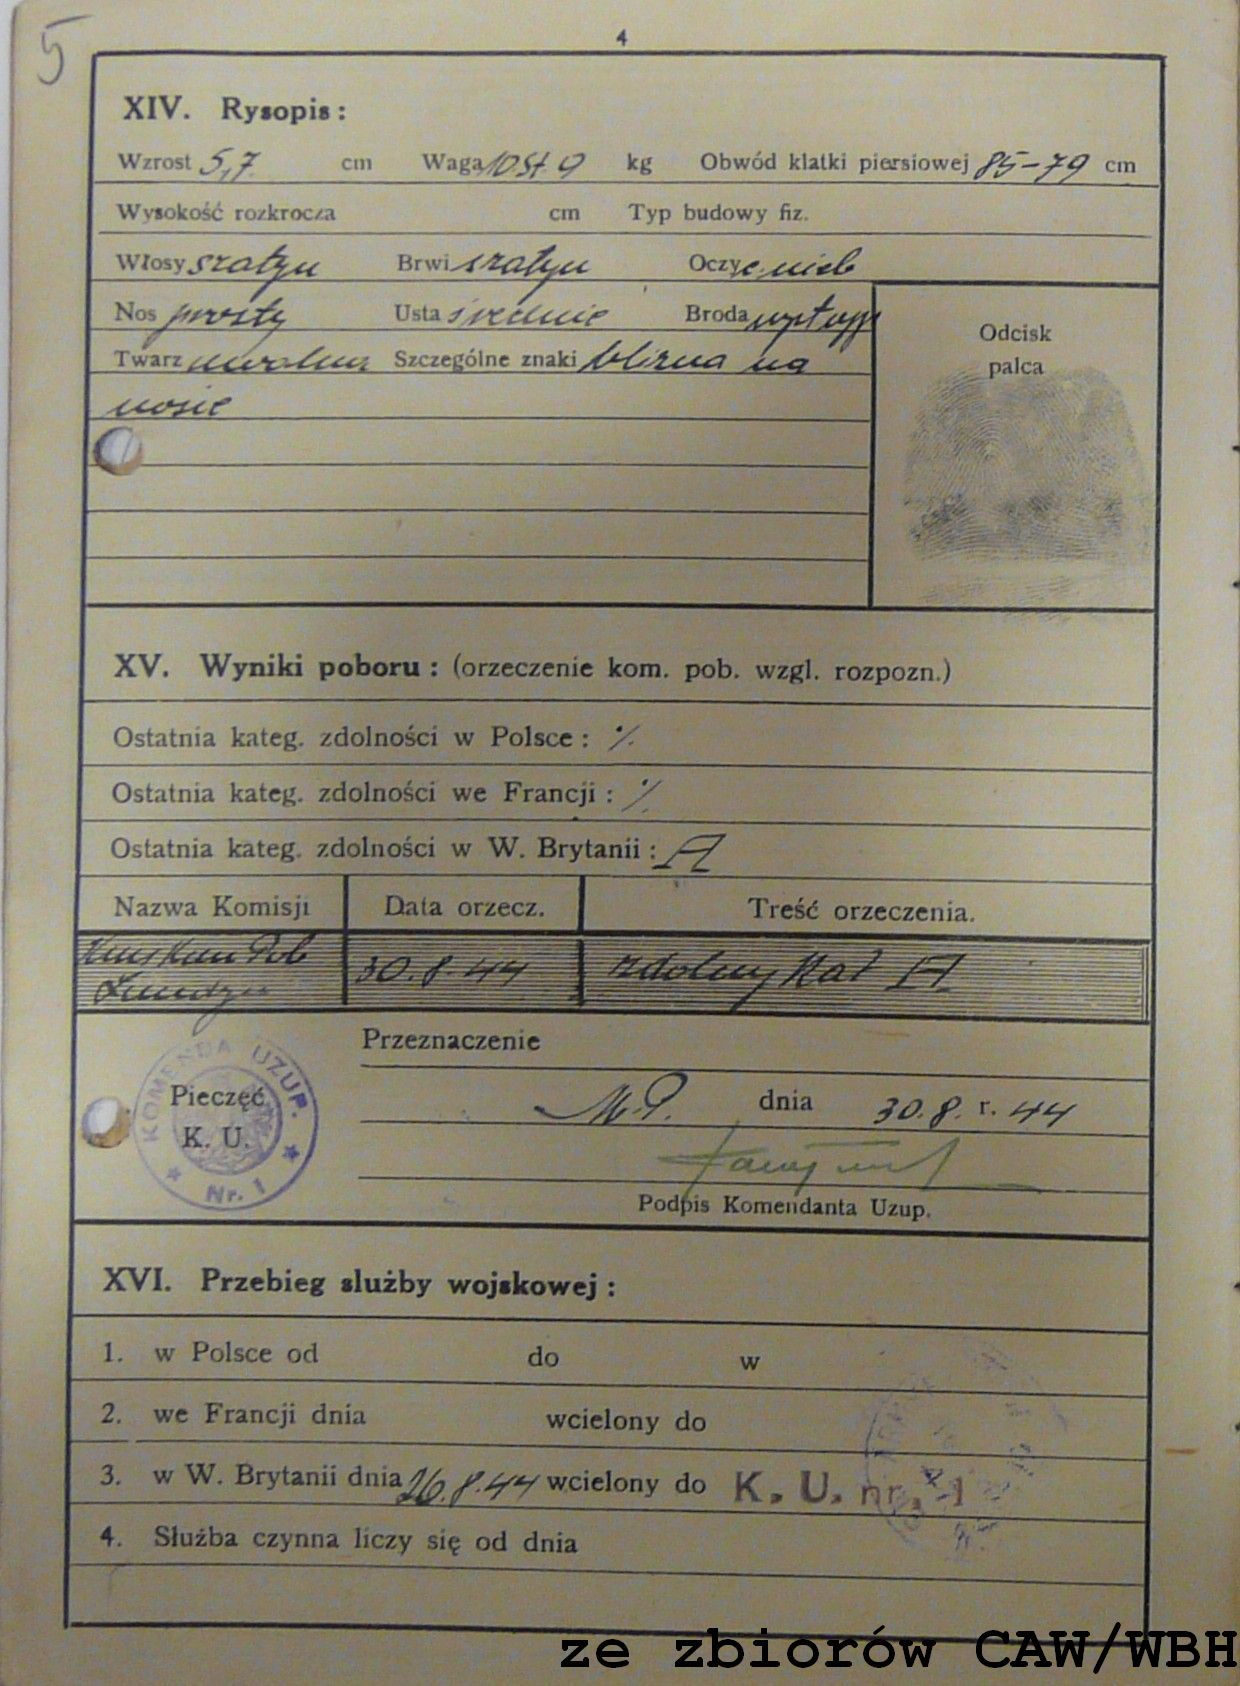 5
4
XIV. Rysopis :
Wzrost 5,7 cm Waga 10 St. 9 kg Obwód klatki piersiowej 85-79 cm
Wysokość rozkrocza cm Typ budowy fiz.
Włosy szatyn Brwi szatyn Oczy c. nieb
Nos prosty Usta średnie Broda
Twarz Szczególne znaki blizna na
nosie
Odcisk
palca
XV. Wyniki poboru : (orzeczenie kom. pob. wzgl. rozpozn.)
Ostatnia kateg. zdolności w Polsce : ·/.
Ostatnia kateg. zdolności we Francji : ·/.
Ostatnia kateg. zdolności w W. Brytanii : A
Nazwa Komisji Data orzecz. Treść orzeczenia.
30.8.44 zdolny kat A
Przeznaczenie
KOMENDA UZUP. Nr. 1
Pieczęć
K. U.
M.P. dnia 30.8. r. 44
Podpis Komendanta Uzup.
XVI. Przebieg służby wojskowej :
1. w Polsce od do w
2. we Francji dnia wcielony do
3. w W. Brytanii dnia 26.8.44 wcielony do K. U. nr. 1
4. Służba czynna liczy się od dnia
ze zbiorów CAW/WBH